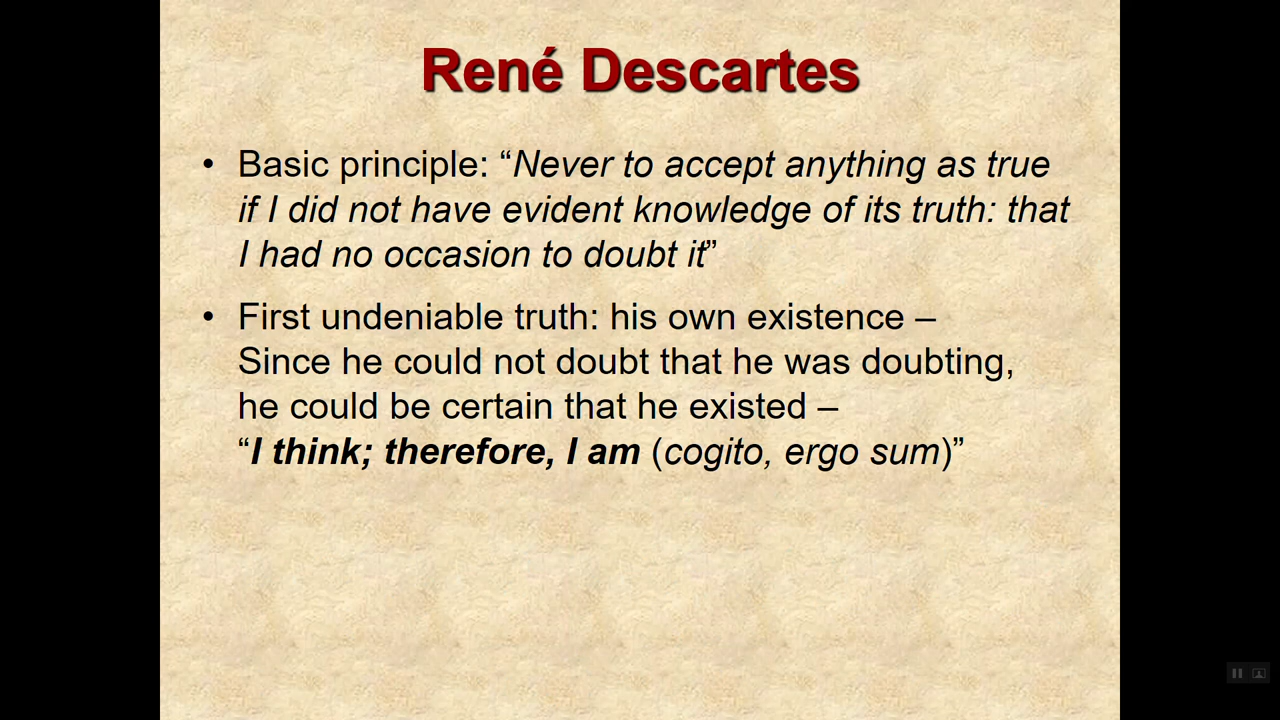 René Descartes
• Basic principle: “Never to accept anything as true
if I did not have evident knowledge of its truth: that
I had no occasion to doubt it”
• First undeniable truth: his own existence –
Since he could not doubt that he was doubting,
he could be certain that he existed –
“I think; therefore, I am (cogito, ergo sum)”